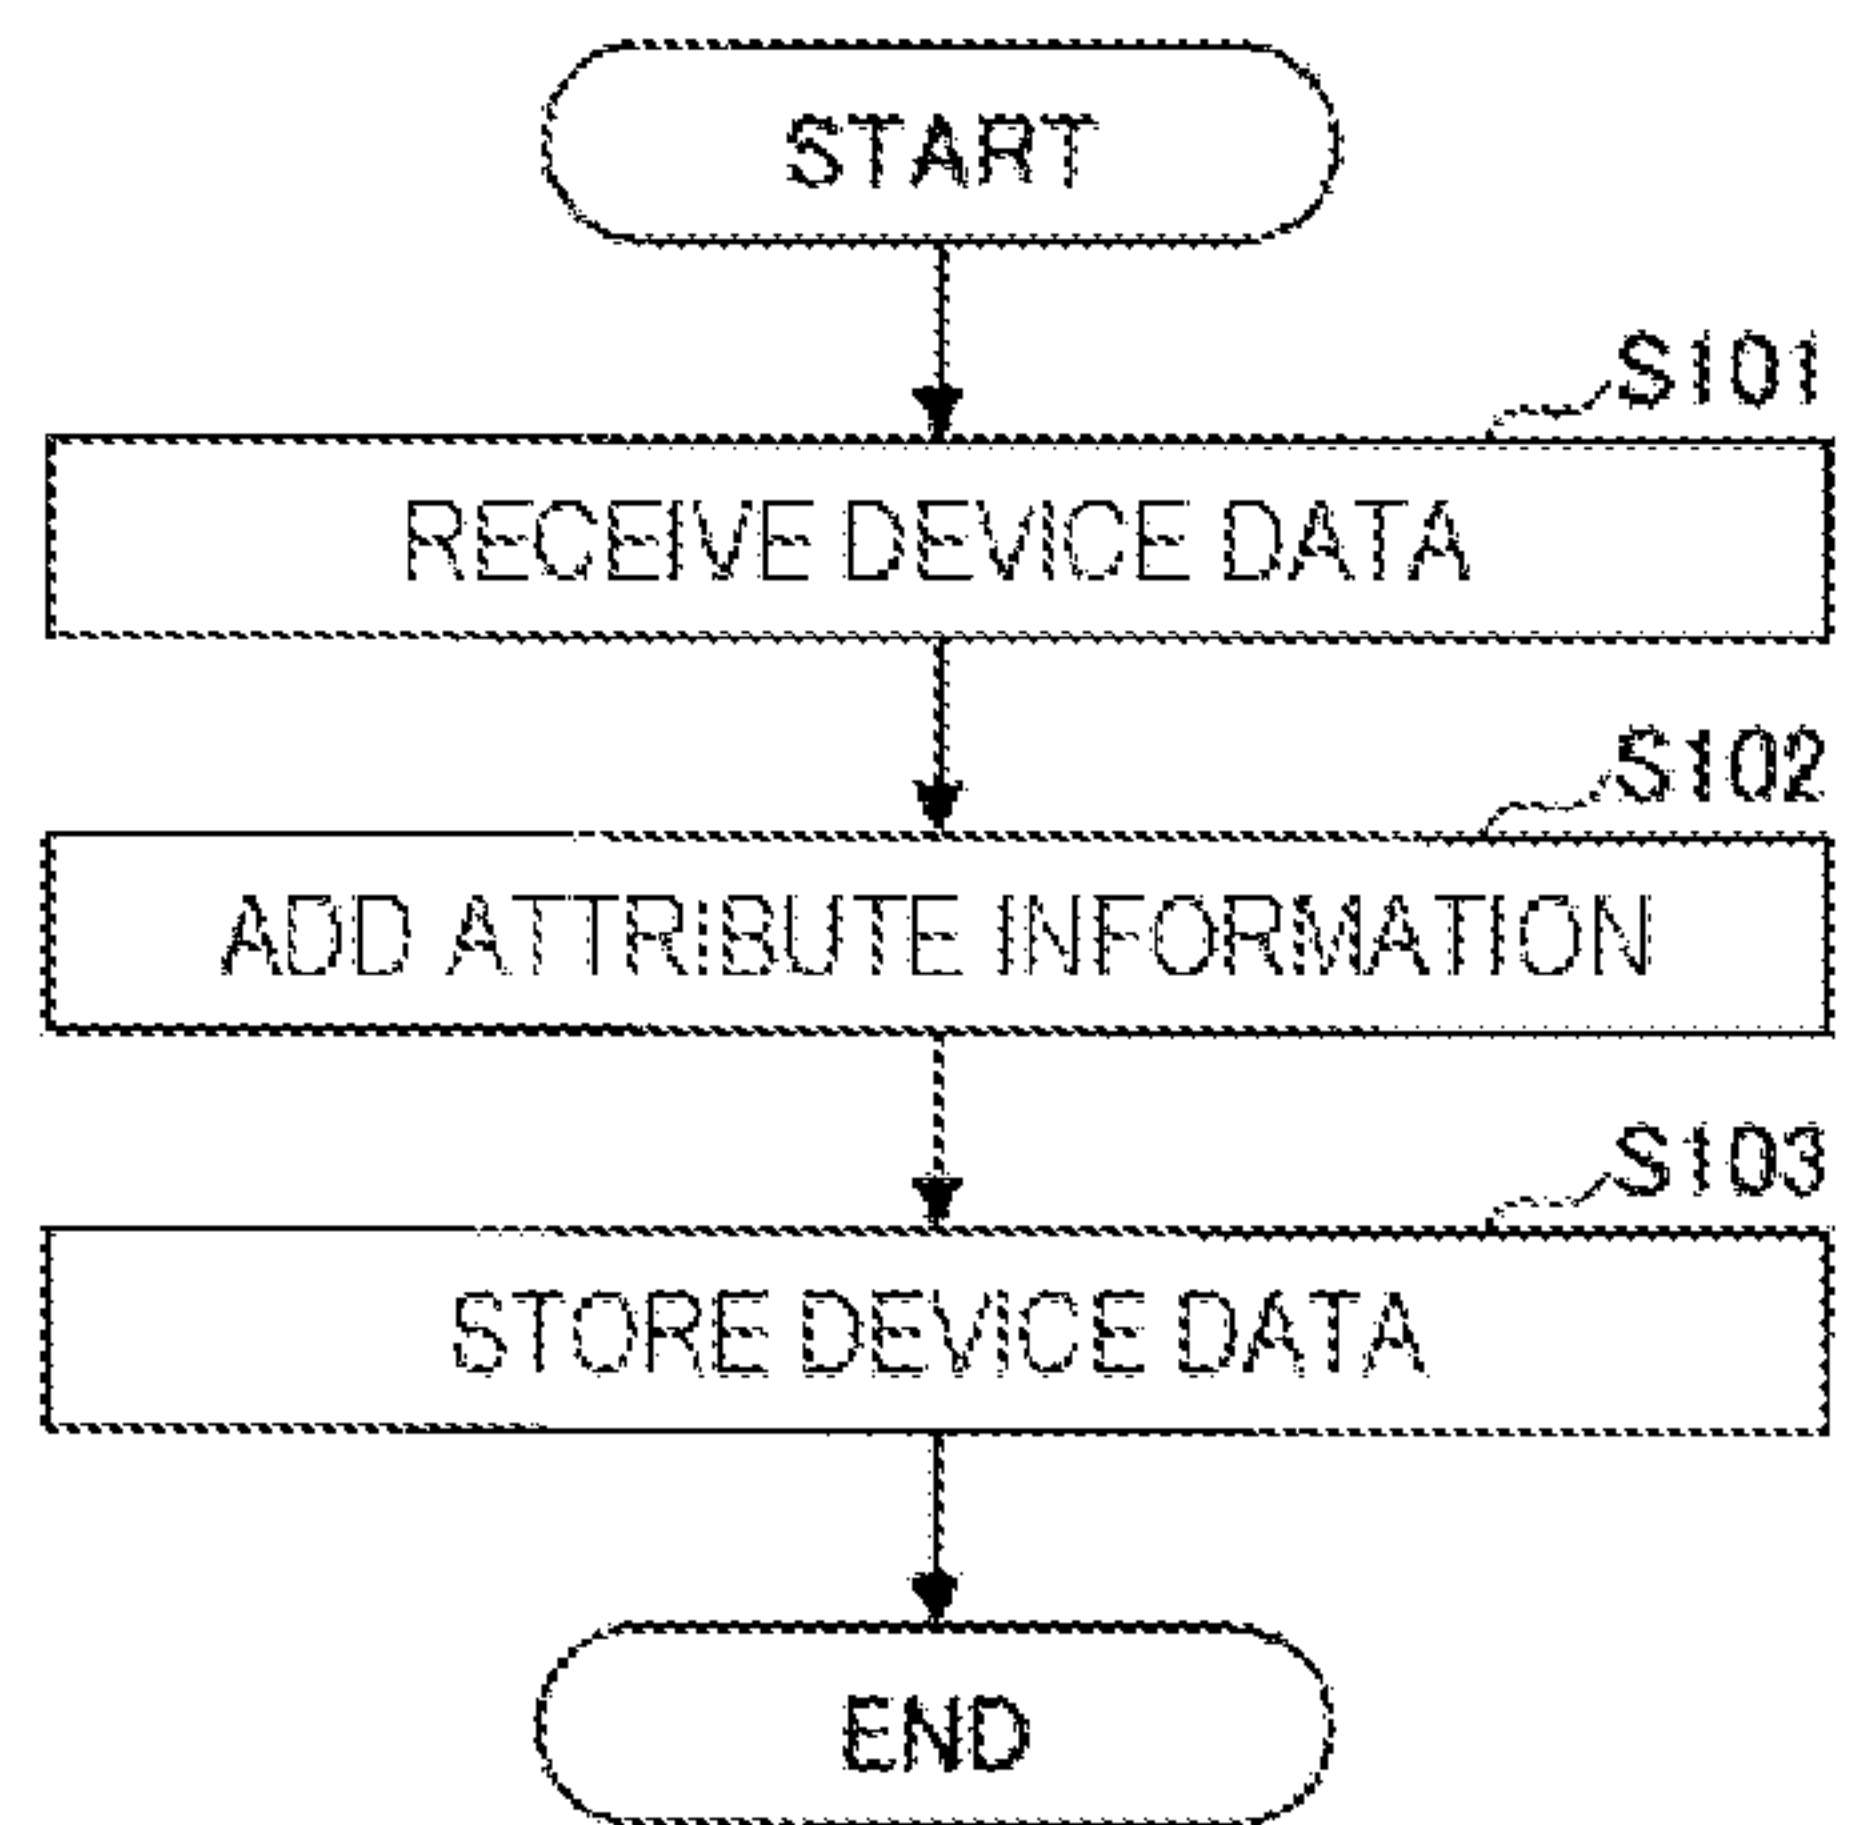 START
S101
RECEIVE DEVICE DATA
S102
ADD ATTRIBUTE INFORMATION
S103
STORE DEVICE DATA
END